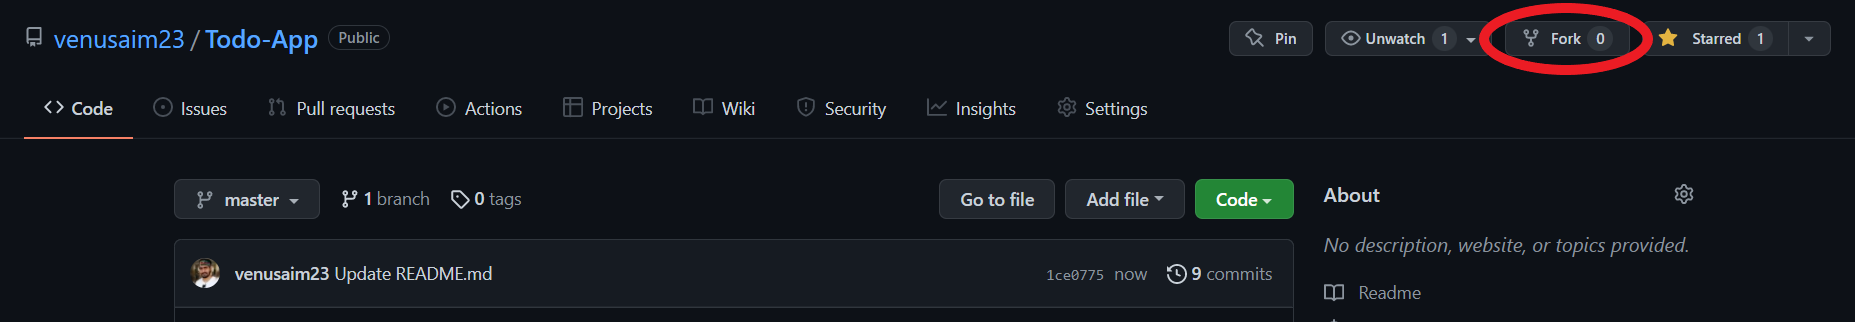 venusaim23 / Todo-App Public Pin Unwatch 1 Fork 0 Starred 1
Code Issues Pull requests Actions Projects Wiki Security Insights Settings
master 1 branch 0 tags Go to file Add file Code
About
No description, website, or topics provided.
venusaim23 Update README.md 1ce0775 now 9 commits
Readme